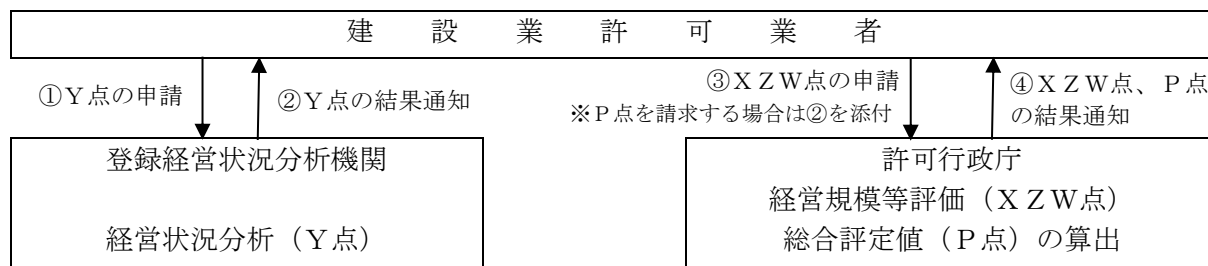 建設業許可業者
①Y点の申請
②Y点の結果通知
③XZW点の申請
※P点を請求する場合は②を添付
④XZW点、P点
の結果通知
登録経営状況分析機関
経営状況分析(Y点)
許可行政庁
経営規模等評価(XZW点)
総合評定値(P点)の算出